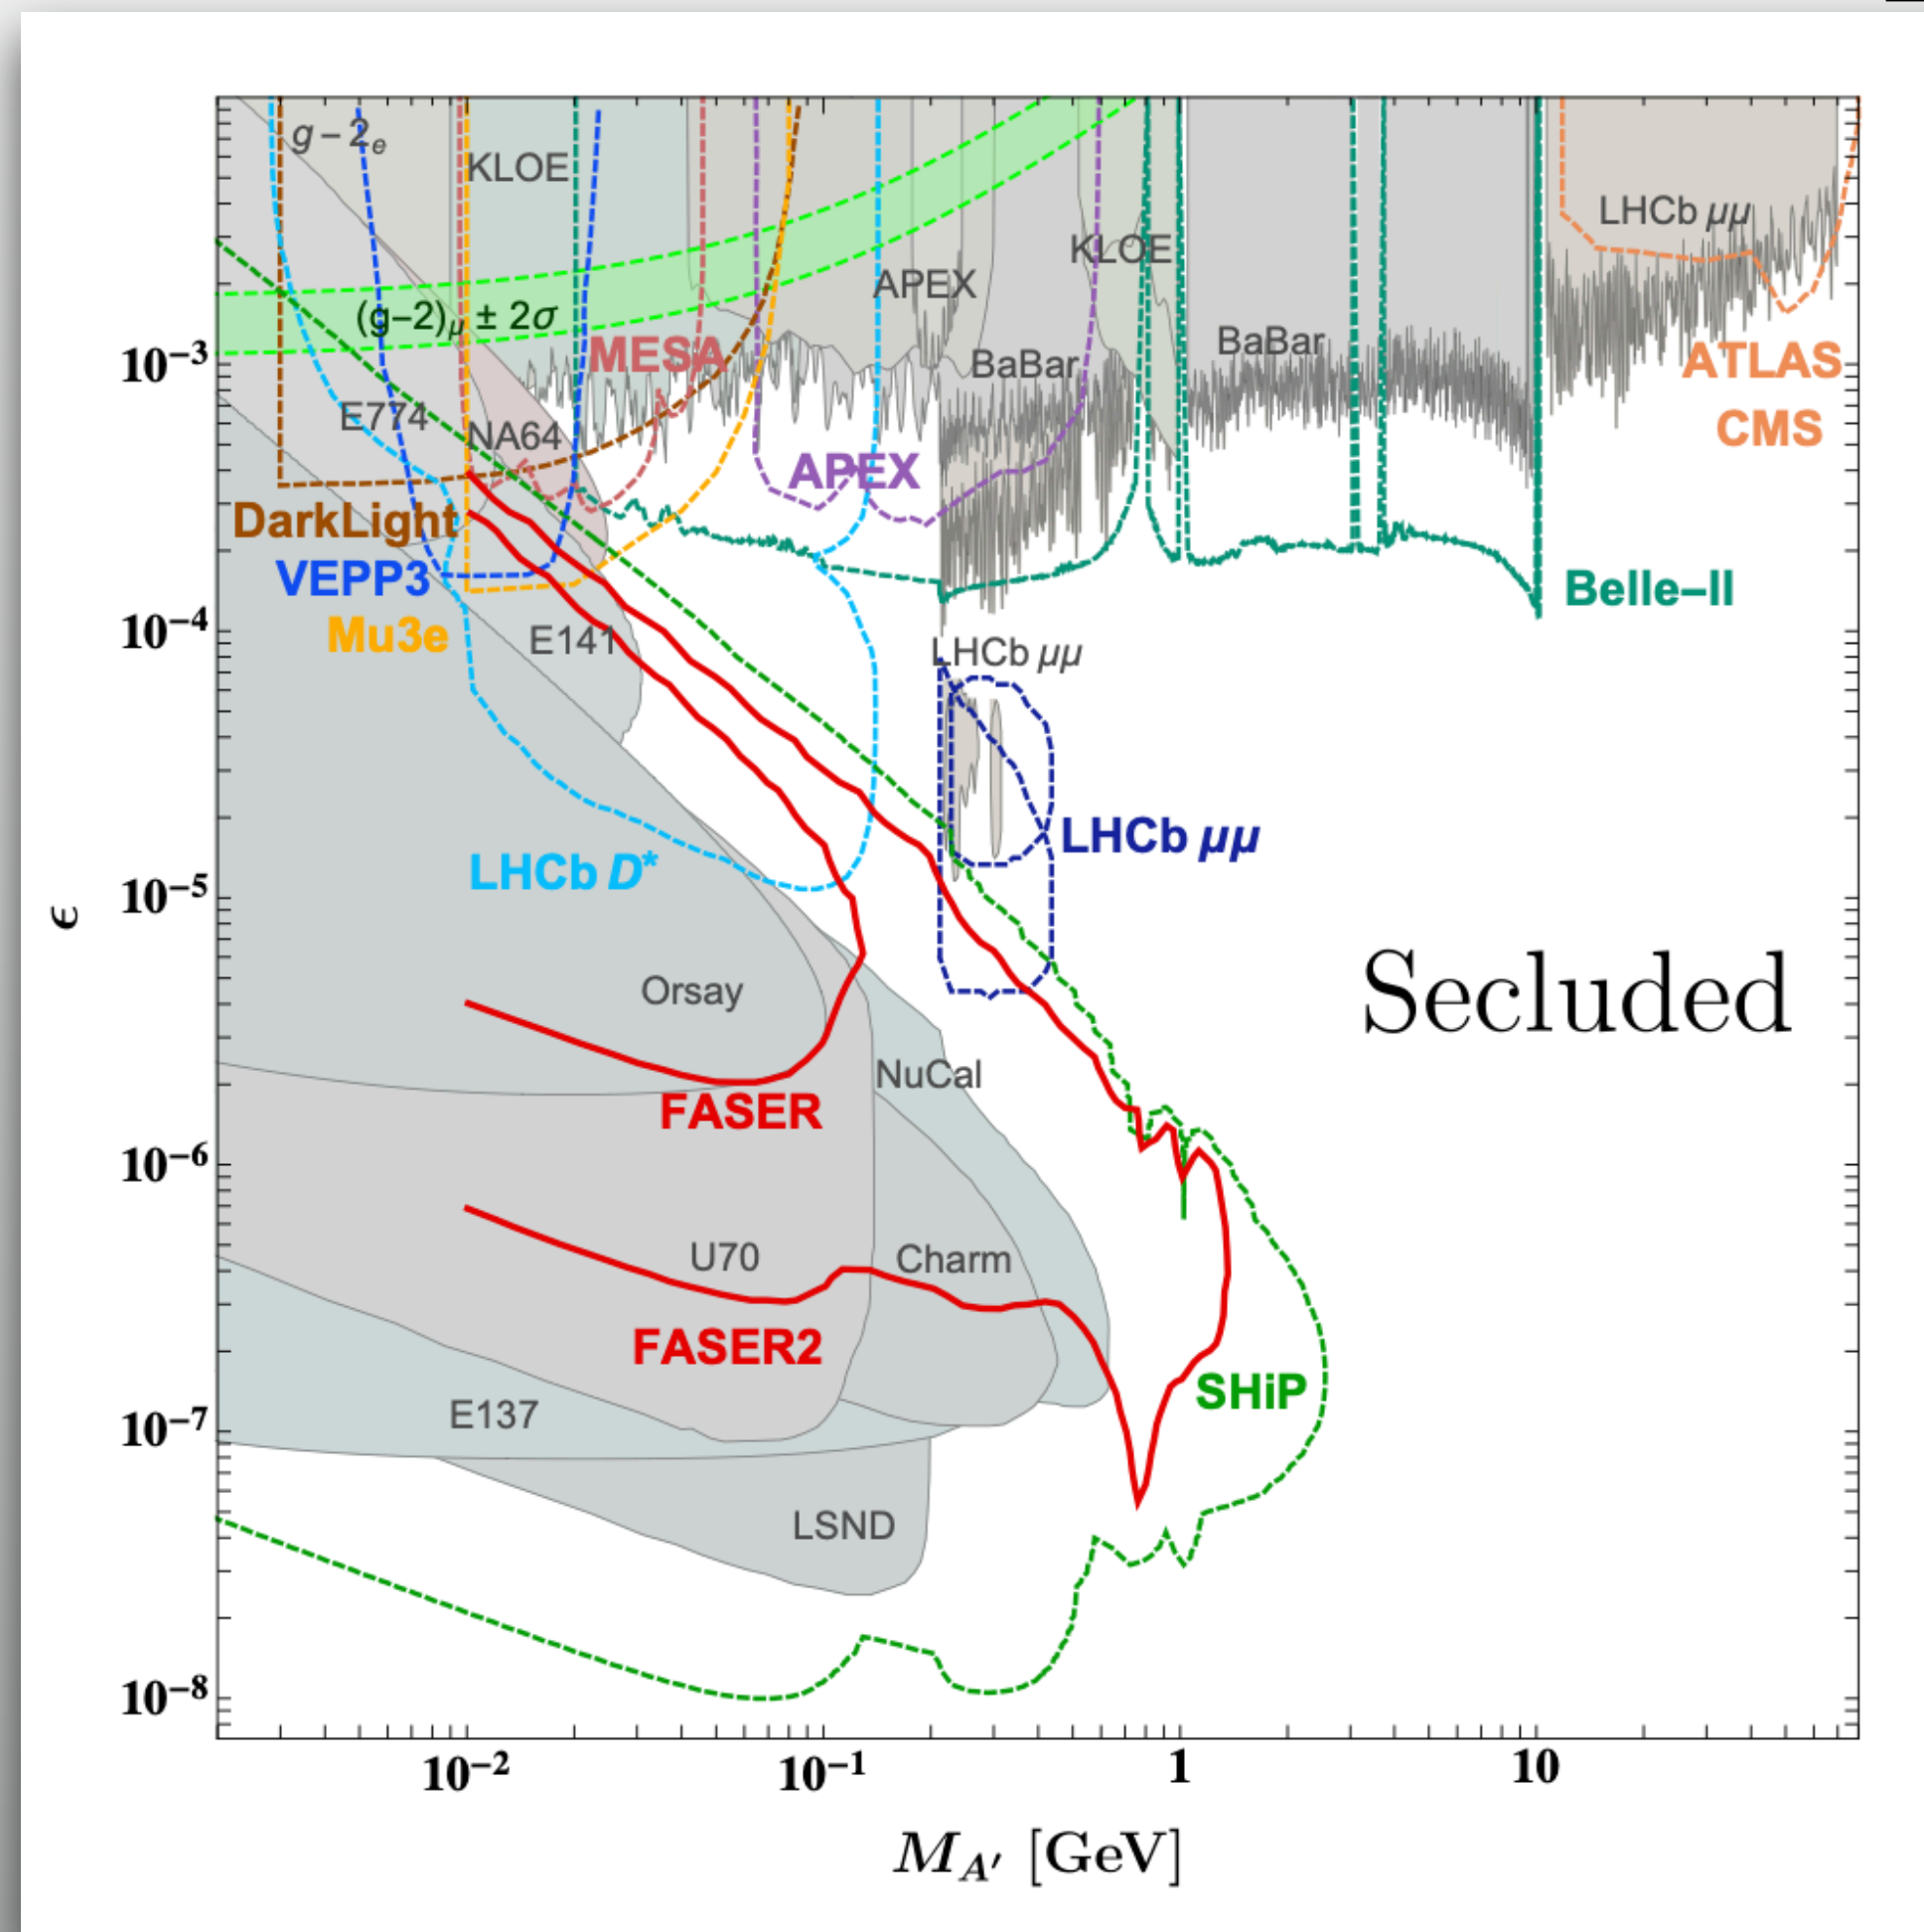 g−2e
KLOE
LHCb μμ
KLOE
APEX
(g−2)μ ± 2σ
10⁻³
MESA
BaBar
BaBar
ATLAS
E774
NA64
CMS
APEX
DarkLight
VEPP3
Belle−II
10⁻⁴
Mu3e
E141
LHCb μμ
LHCb μμ
LHCb D*
10⁻⁵
ϵ
Orsay
Secluded
NuCal
FASER
10⁻⁶
U70
Charm
FASER2
SHiP
10⁻⁷
E137
LSND
10⁻⁸
10⁻² 10⁻¹ 1 10
M_A′ [GeV]